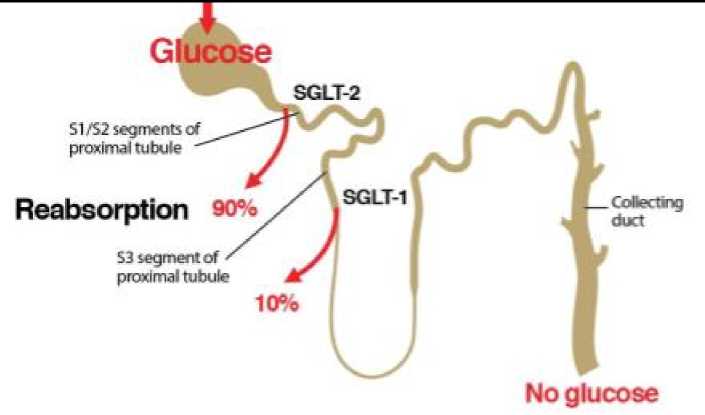 Glucose
SGLT-2
S1/S2 segments of
proximal tubule
Reabsorption 90%
SGLT-1
Collecting
duct
S3 segment of
proximal tubule
10%
No glucose